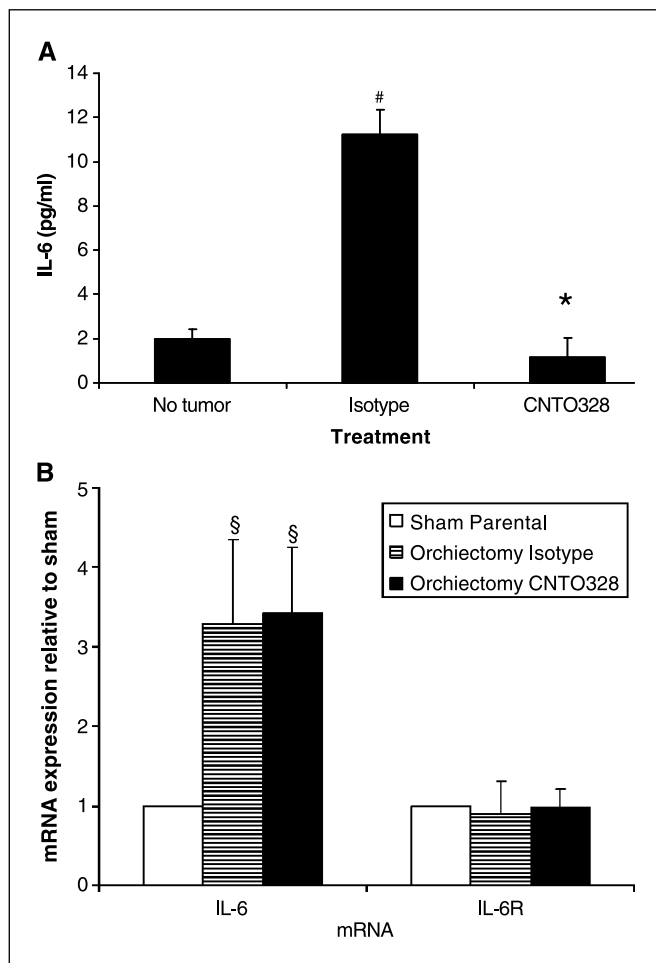 A
14
12
10
8
6
4
2
0
IL-6 (pg/ml)
#
*
No tumor Isotype CNTO328
Treatment
B
5
4
3
2
1
0
mRNA expression relative to sham
§ §
Sham Parental
Orchiectomy Isotype
Orchiectomy CNTO328
IL-6 IL-6R
mRNA